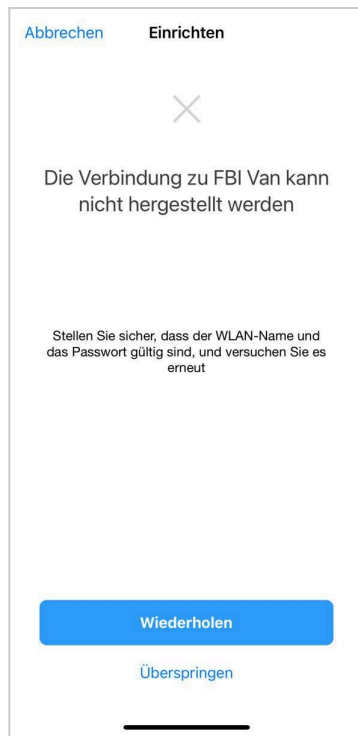 Abbrechen Einrichten
Die Verbindung zu FBI Van kann
nicht hergestellt werden
Stellen Sie sicher, dass der WLAN-Name und
das Passwort gültig sind, und versuchen Sie es
erneut
Wiederholen
Überspringen